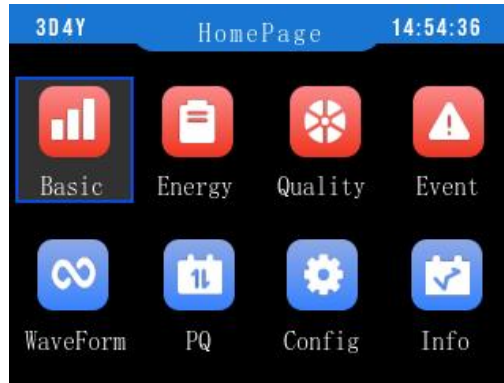 3D4Y HomePage 14:54:36
Basic Energy Quality Event
WaveForm PQ Config Info